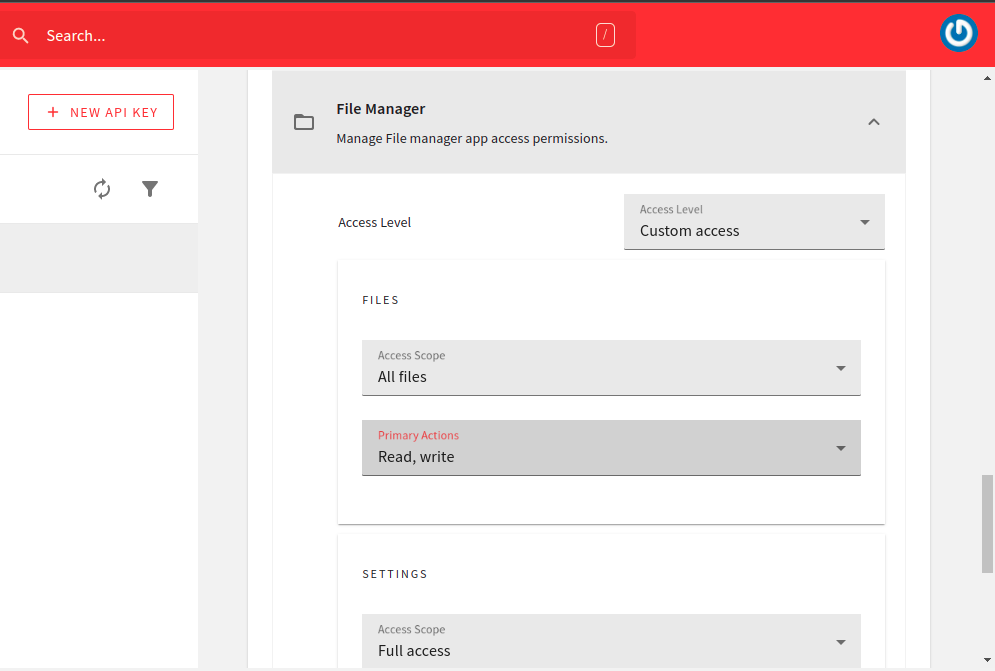 Search...
/
+ NEW API KEY
File Manager
Manage File manager app access permissions.
Access Level
Access Level
Custom access
FILES
Access Scope
All files
Primary Actions
Read, write
SETTINGS
Access Scope
Full access